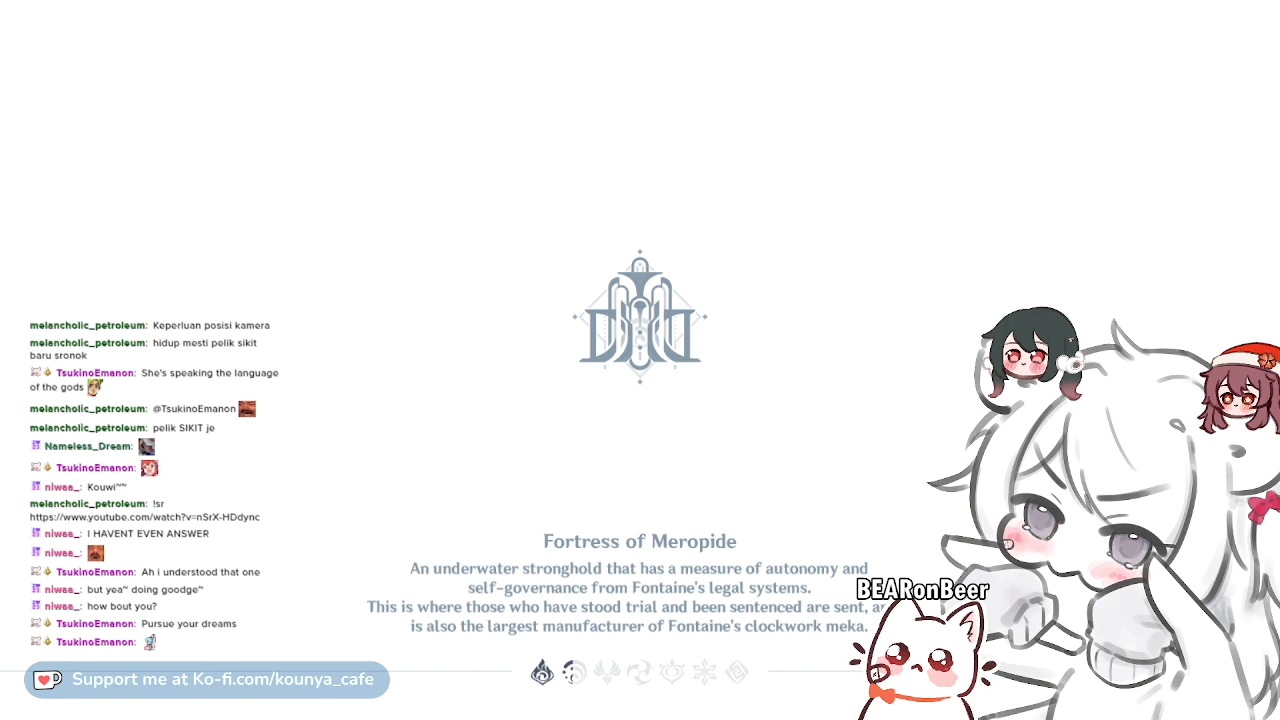 melancholic_petroleum: Keperluan posisi kamera
melancholic_petroleum: hidup mesti pelik sikit
baru sronok
TsukinoEmanon: She's speaking the language
of the gods
melancholic_petroleum: @TsukinoEmanon
melancholic_petroleum: pelik SIKIT je
Nameless_Dream:
TsukinoEmanon:
niwaa_: Kouwi~~
melancholic_petroleum: !sr
https://www.youtube.com/watch?v=nSrX-HDdync
niwaa_: I HAVENT EVEN ANSWER
niwaa_:
TsukinoEmanon: Ah i understood that one
niwaa_: but yea~ doing goodge~
niwaa_: how bout you?
TsukinoEmanon: Pursue your dreams
TsukinoEmanon:
Support me at Ko-fi.com/kounya_cafe
Fortress of Meropide
An underwater stronghold that has a measure of autonomy and
self-governance from Fontaine's legal systems.
This is where those who have stood trial and been sentenced are sent,
is also the largest manufacturer of Fontaine's clockwork meka.
BEARonBeer